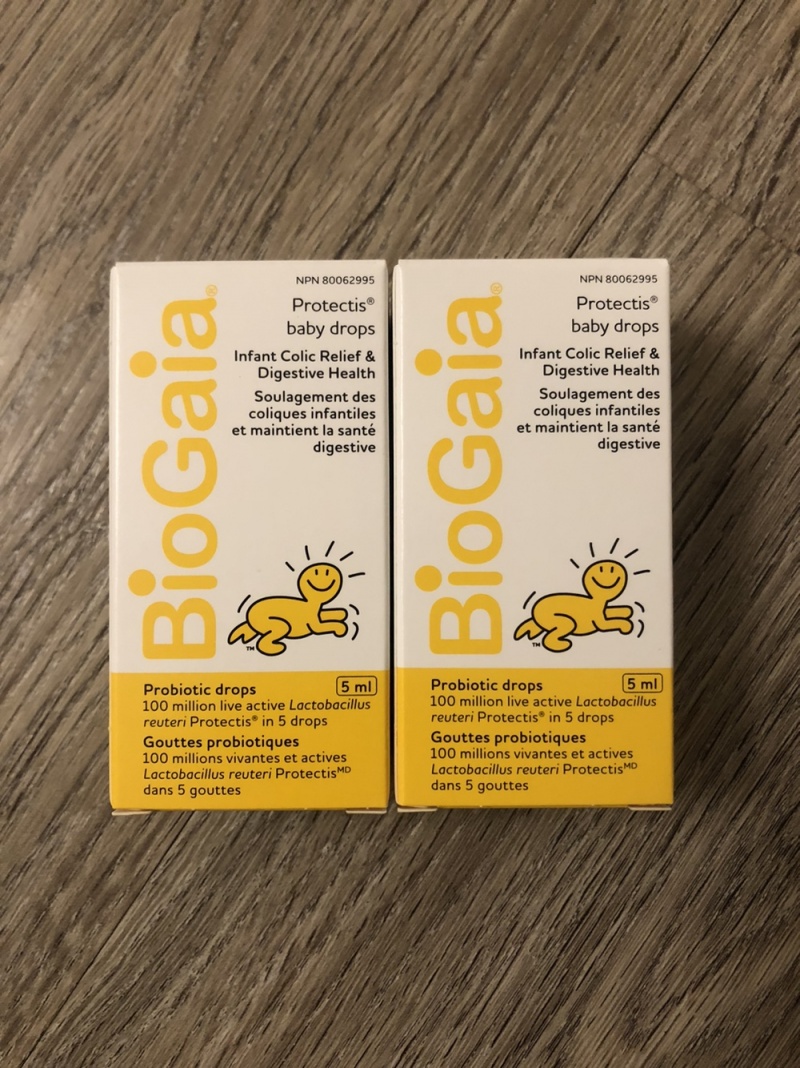 BioGaia®
NPN 80062995
Protectis®
baby drops
Infant Colic Relief &
Digestive Health
Soulagement des
coliques infantiles
et maintient la santé
digestive
TM
Probiotic drops
5 ml
100 million live active Lactobacillus
reuteri Protectis® in 5 drops
Gouttes probiotiques
100 millions vivantes et actives
Lactobacillus reuteri ProtectisMD
dans 5 gouttes
BioGaia®
NPN 80062995
Protectis®
baby drops
Infant Colic Relief &
Digestive Health
Soulagement des
coliques infantiles
et maintient la santé
digestive
TM
Probiotic drops
5 ml
100 million live active Lactobacillus
reuteri Protectis® in 5 drops
Gouttes probiotiques
100 millions vivantes et actives
Lactobacillus reuteri ProtectisMD
dans 5 gouttes